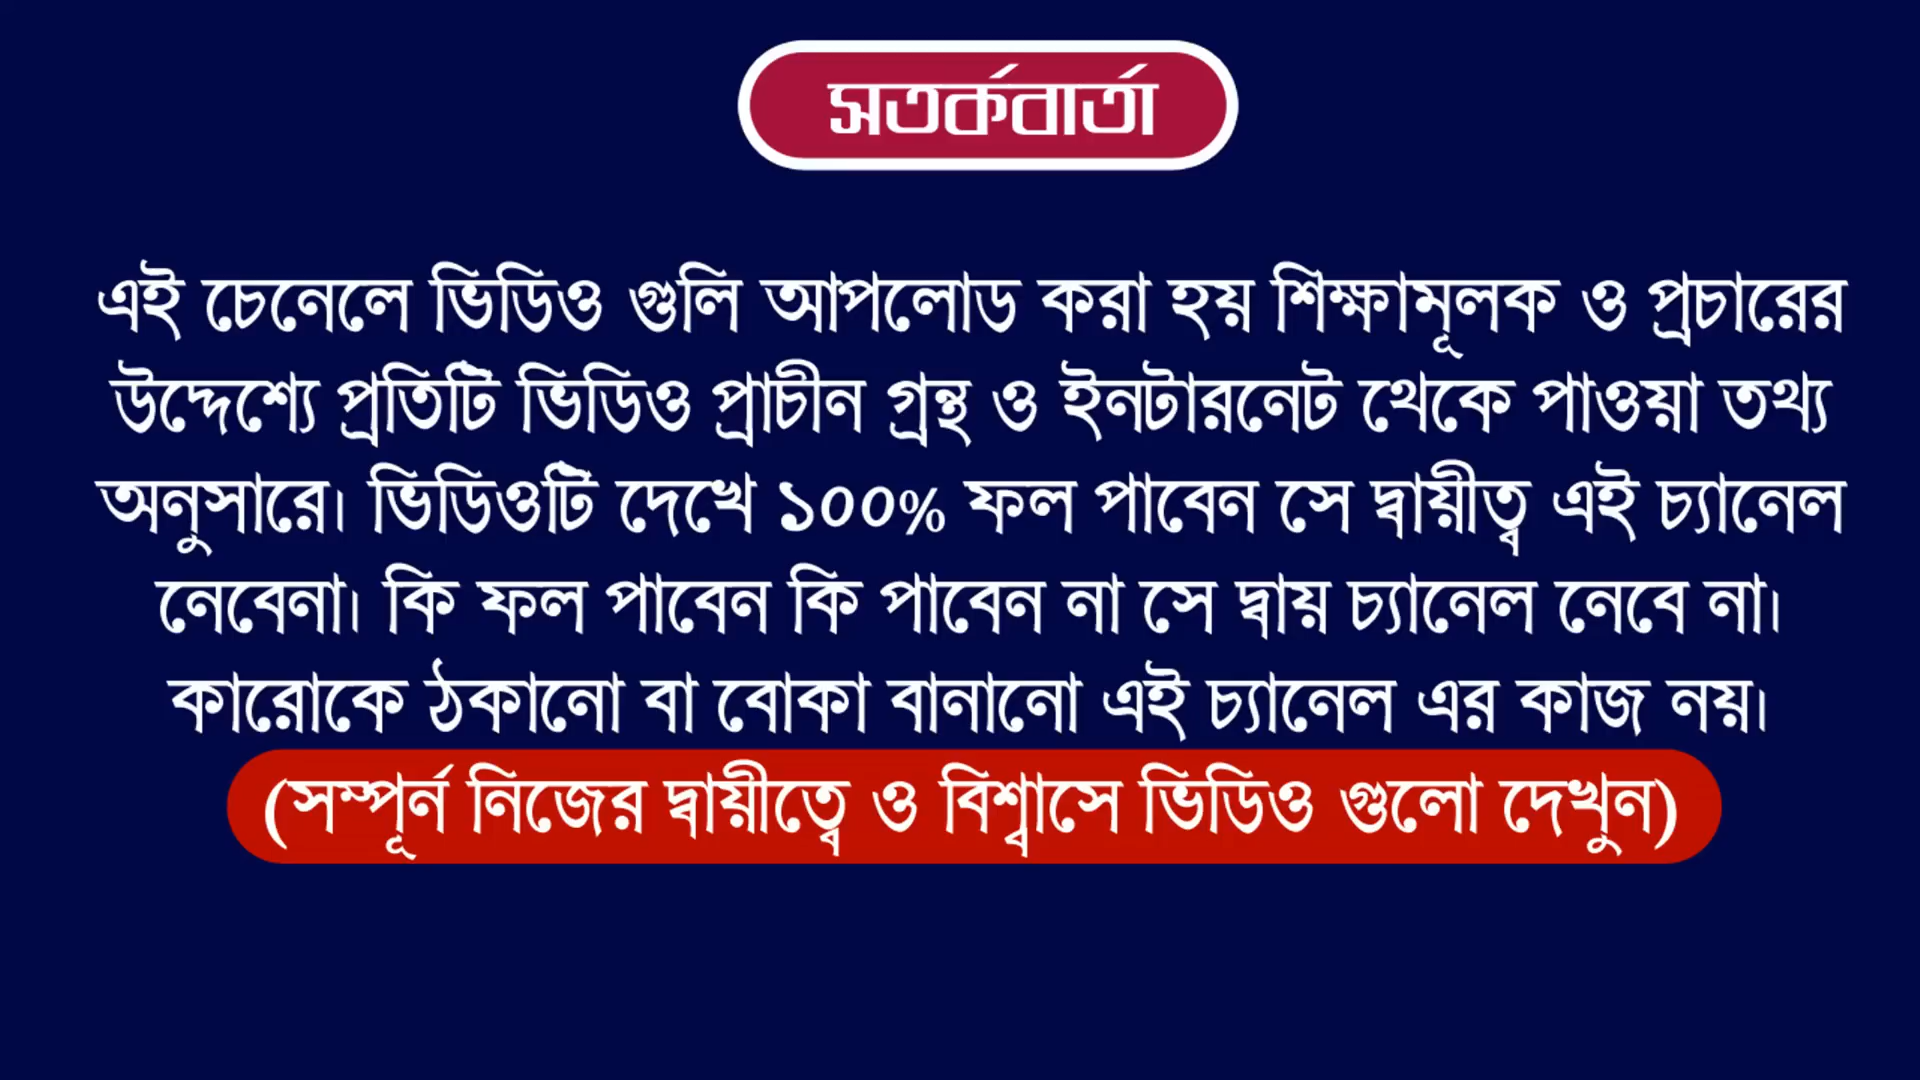 সতর্কবার্তা
এই চেনেলে ভিডিও গুলি আপলোড করা হয় শিক্ষামূলক ও প্রচারের
উদ্দেশ্যে প্রতিটি ভিডিও প্রাচীন গ্রন্থ ও ইনটারনেট থেকে পাওয়া তথ্য
অনুসারে। ভিডিওটি দেখে ১০০% ফল পাবেন সে দ্বায়ীত্ব এই চ্যানেল
নেবেনা। কি ফল পাবেন কি পাবেন না সে দ্বায় চ্যানেল নেবে না।
কারোকে ঠকানো বা বোকা বানানো এই চ্যানেল এর কাজ নয়।
(সম্পূর্ন নিজের দ্বায়ীত্বে ও বিশ্বাসে ভিডিও গুলো দেখুন)